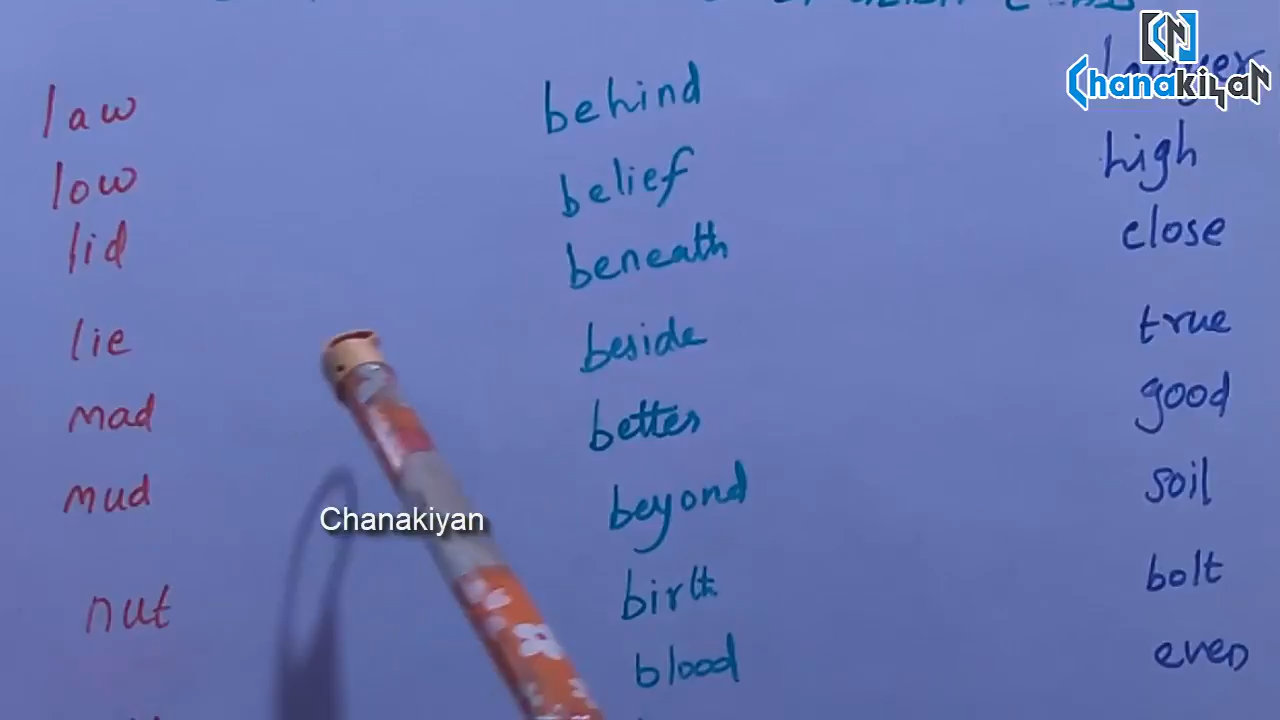 law behind
low belief high
lid beneath close
lie beside true
mad better good
mud beyond soil
nut birth bolt
blood even
Chanakiyan
CN
Chanakiyan